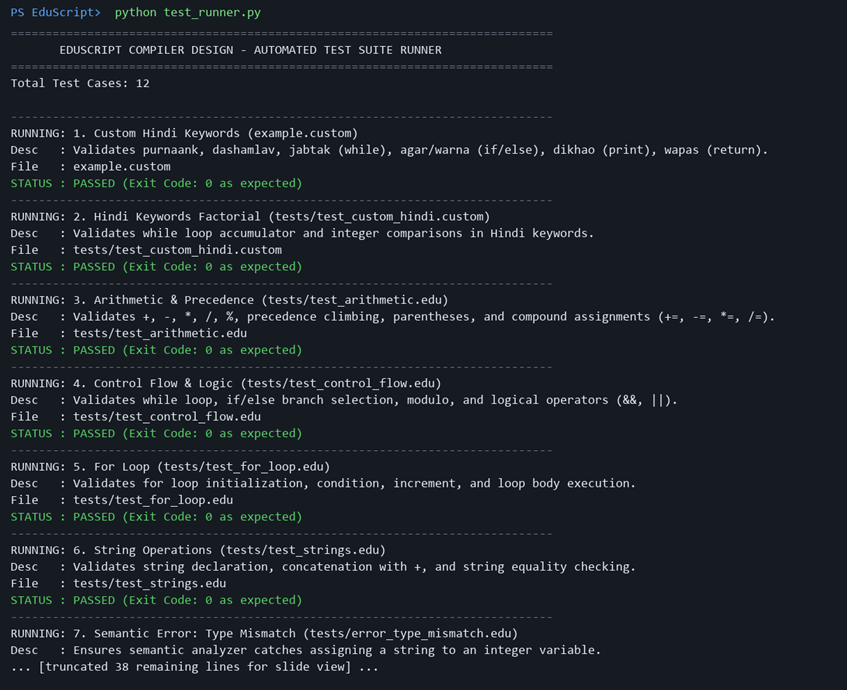 PS EduScript> python test_runner.py
==============================================================================
EDUSCRIPT COMPILER DESIGN - AUTOMATED TEST SUITE RUNNER
==============================================================================
Total Test Cases: 12
------------------------------------------------------------------------------
RUNNING: 1. Custom Hindi Keywords (example.custom)
Desc   : Validates purnaank, dashamlav, jabtak (while), agar/warna (if/else), dikhao (print), wapas (return).
File   : example.custom
STATUS : PASSED (Exit Code: 0 as expected)
------------------------------------------------------------------------------
RUNNING: 2. Hindi Keywords Factorial (tests/test_custom_hindi.custom)
Desc   : Validates while loop accumulator and integer comparisons in Hindi keywords.
File   : tests/test_custom_hindi.custom
STATUS : PASSED (Exit Code: 0 as expected)
------------------------------------------------------------------------------
RUNNING: 3. Arithmetic & Precedence (tests/test_arithmetic.edu)
Desc   : Validates +, -, *, /, %, precedence climbing, parentheses, and compound assignments (+=, -=, *=, /=).
File   : tests/test_arithmetic.edu
STATUS : PASSED (Exit Code: 0 as expected)
------------------------------------------------------------------------------
RUNNING: 4. Control Flow & Logic (tests/test_control_flow.edu)
Desc   : Validates while loop, if/else branch selection, modulo, and logical operators (&&, ||).
File   : tests/test_control_flow.edu
STATUS : PASSED (Exit Code: 0 as expected)
------------------------------------------------------------------------------
RUNNING: 5. For Loop (tests/test_for_loop.edu)
Desc   : Validates for loop initialization, condition, increment, and loop body execution.
File   : tests/test_for_loop.edu
STATUS : PASSED (Exit Code: 0 as expected)
------------------------------------------------------------------------------
RUNNING: 6. String Operations (tests/test_strings.edu)
Desc   : Validates string declaration, concatenation with +, and string equality checking.
File   : tests/test_strings.edu
STATUS : PASSED (Exit Code: 0 as expected)
------------------------------------------------------------------------------
RUNNING: 7. Semantic Error: Type Mismatch (tests/error_type_mismatch.edu)
Desc   : Ensures semantic analyzer catches assigning a string to an integer variable.
... [truncated 38 remaining lines for slide view] ...